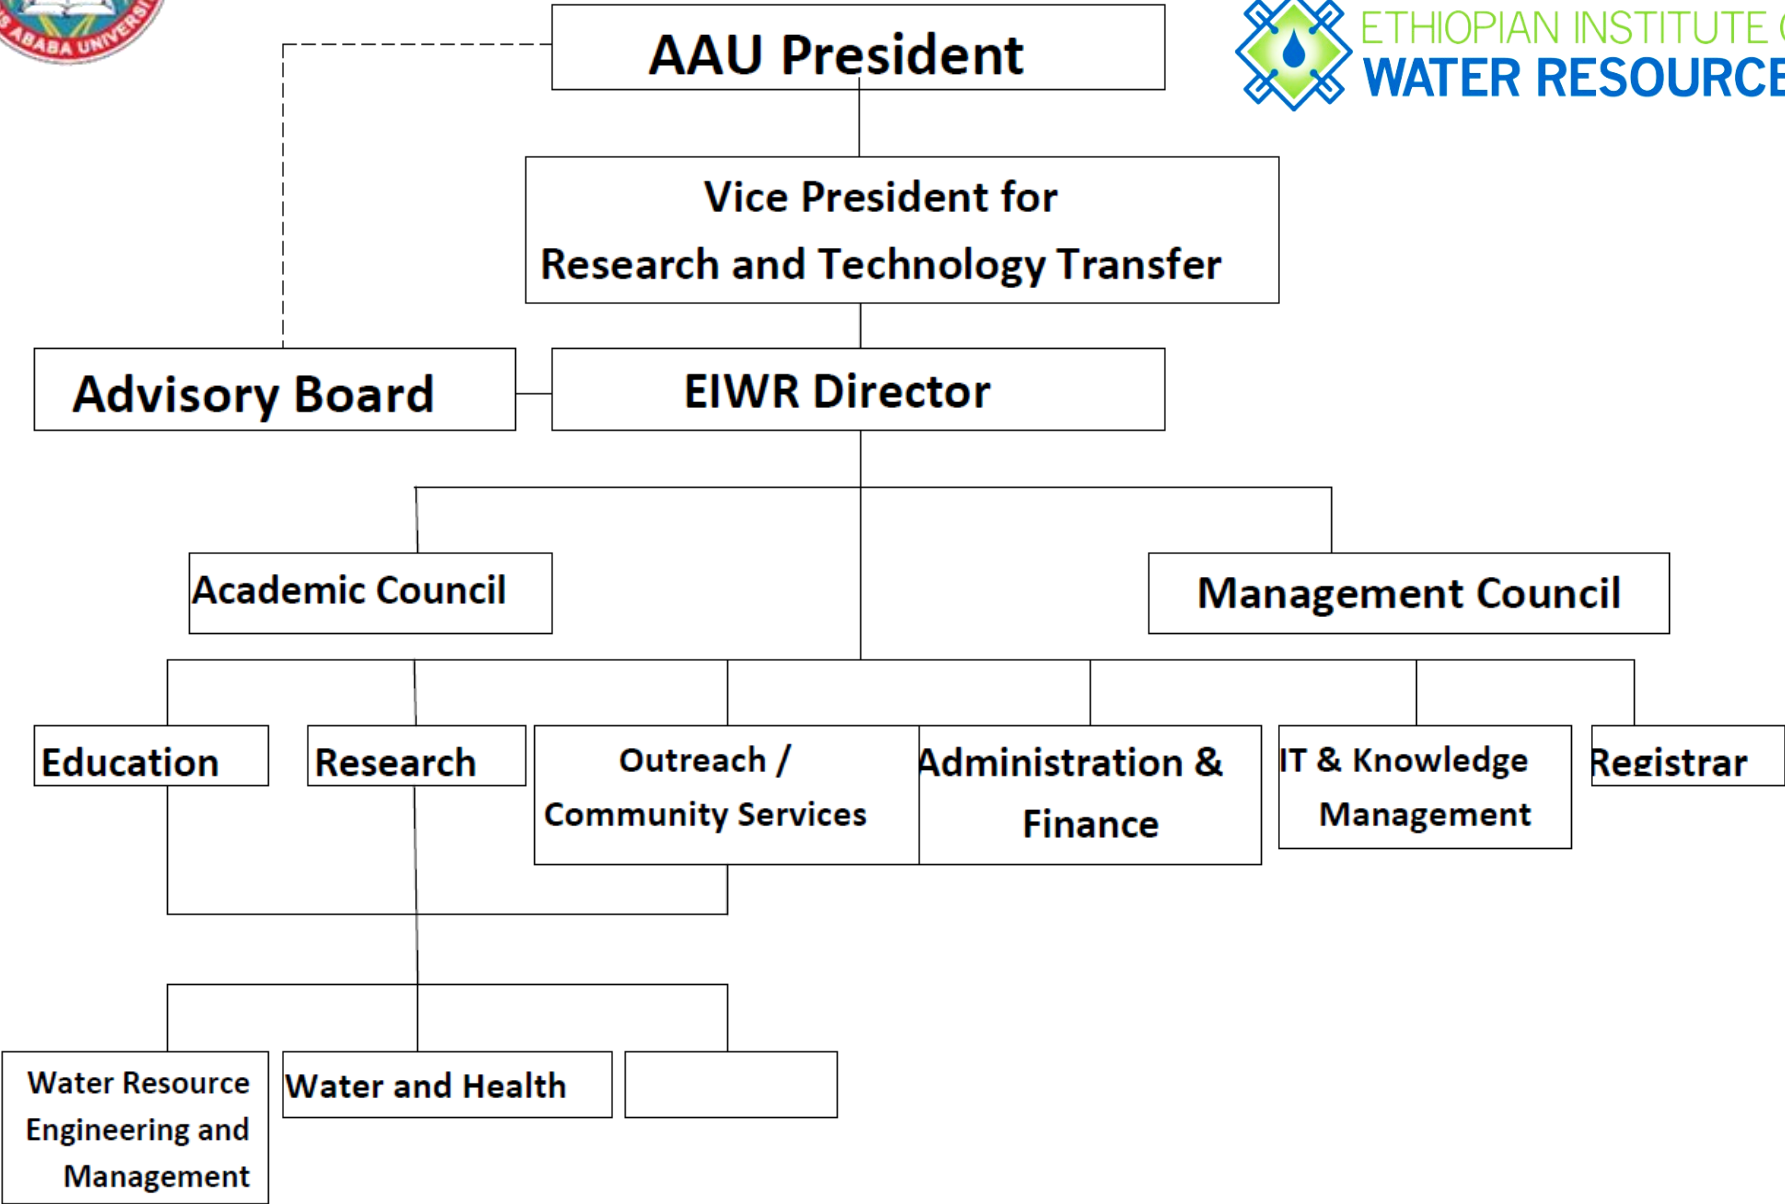 ABABA UNIVERSI
ETHIOPIAN INSTITUTE
WATER RESOURCE
AAU President
Vice President for
Research and Technology Transfer
Advisory Board
EIWR Director
Academic Council
Management Council
Education
Research
Outreach /
Community Services
Administration &
Finance
IT & Knowledge
Management
Registrar
Water Resource
Engineering and
Management
Water and Health